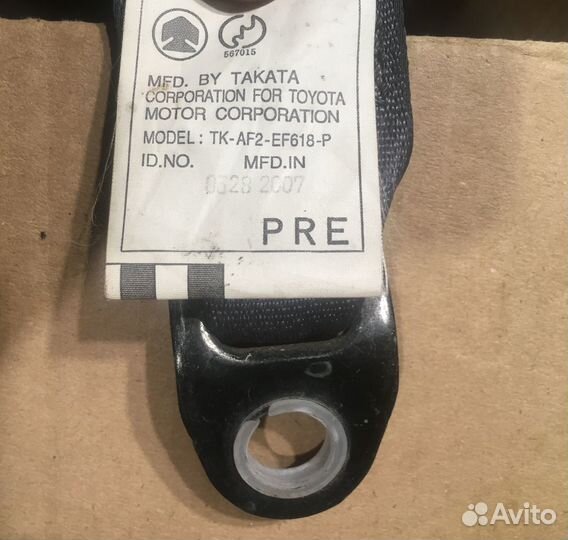 567015
MFD. BY TAKATA
CORPORATION FOR TOYOTA
MOTOR CORPORATION
MODEL: TK-AF2-EF618-P
ID.NO. MFD.IN
0328 2007
PRE
Avito